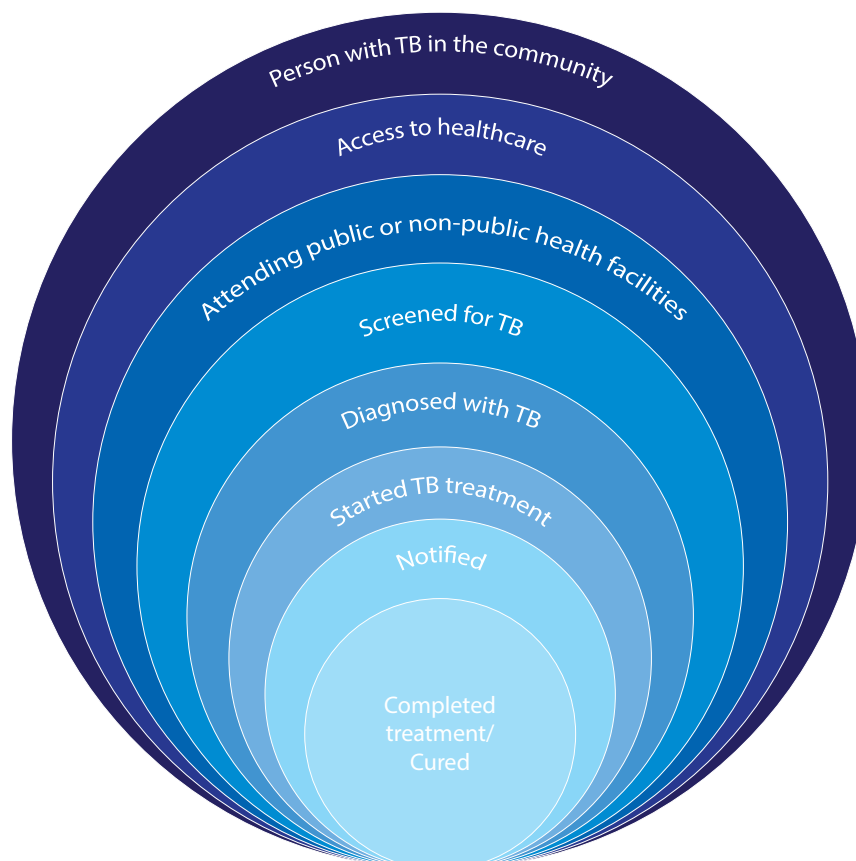 Person with TB in the community
Access to healthcare
Attending public or non-public health facilities
Screened for TB
Diagnosed with TB
Started TB treatment
Notified
Completed
treatment/
Cured